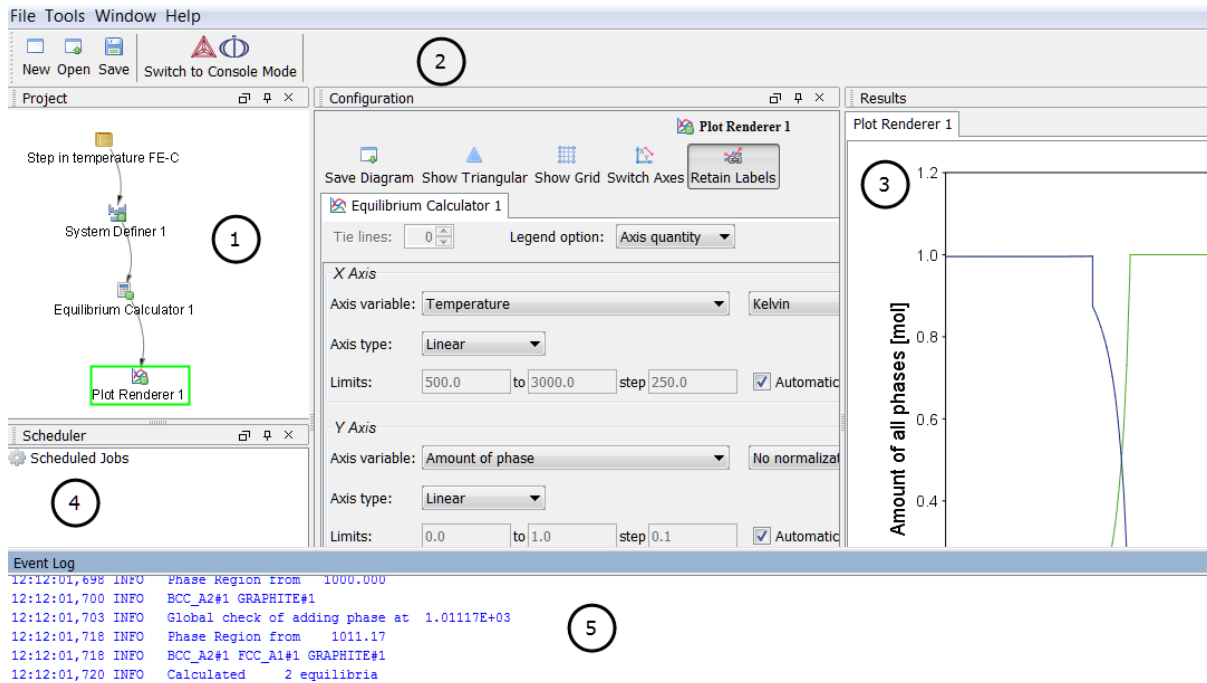 File Tools Window Help
New Open Save Switch to Console Mode
2
Project
Step in temperature FE-C
System Definer 1
1
Equilibrium Calculator 1
Plot Renderer 1
Scheduler
Scheduled Jobs
4
Configuration
Plot Renderer 1
Save Diagram Show Triangular Show Grid Switch Axes Retain Labels
Equilibrium Calculator 1
Tie lines: 0 Legend option: Axis quantity
X Axis
Axis variable: Temperature Kelvin
Axis type: Linear
Limits: 500.0 to 3000.0 step 250.0 Automatic
Y Axis
Axis variable: Amount of phase No normalizat
Axis type: Linear
Limits: 0.0 to 1.0 step 0.1 Automatic
Results
Plot Renderer 1
3
1.2
1.0
0.8
0.6
0.4
Amount of all phases [mol]
Event Log
12:12:01,698 INFO Phase Region from 1000.000
12:12:01,700 INFO BCC_A2#1 GRAPHITE#1
12:12:01,703 INFO Global check of adding phase at 1.01117E+03
12:12:01,718 INFO Phase Region from 1011.17
12:12:01,718 INFO BCC_A2#1 FCC_A1#1 GRAPHITE#1
12:12:01,720 INFO Calculated 2 equilibria
5